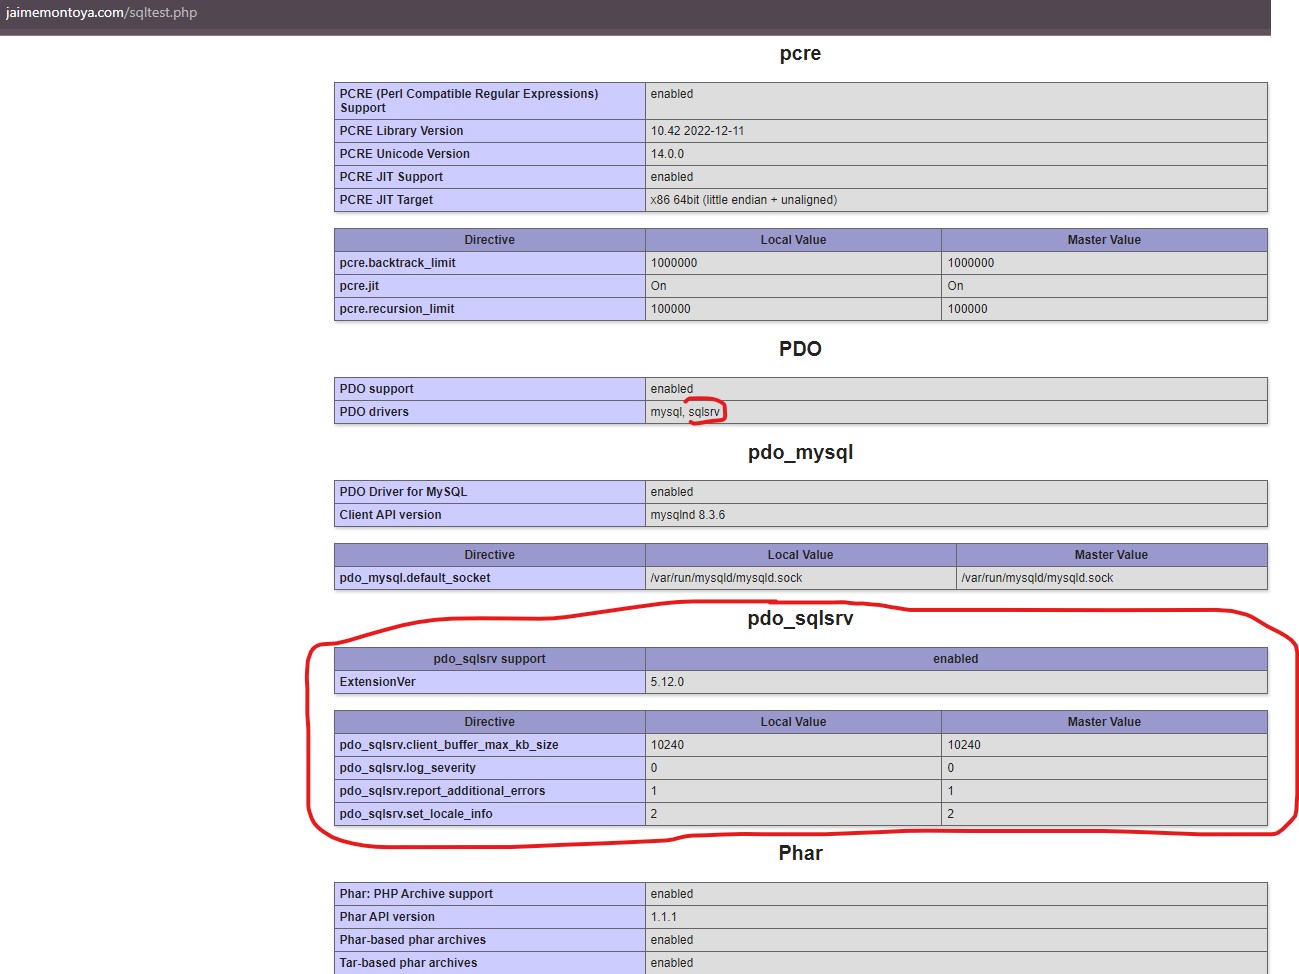 jaimemontoya.com/sqltest.php
pcre
PCRE (Perl Compatible Regular Expressions) enabled
Support
PCRE Library Version 10.42 2022-12-11
PCRE Unicode Version 14.0.0
PCRE JIT Support enabled
PCRE JIT Target x86 64bit (little endian + unaligned)
Directive Local Value Master Value
pcre.backtrack_limit 1000000 1000000
pcre.jit On On
pcre.recursion_limit 100000 100000
PDO
PDO support enabled
PDO drivers mysql, sqlsrv
pdo_mysql
PDO Driver for MySQL enabled
Client API version mysqlnd 8.3.6
Directive Local Value Master Value
pdo_mysql.default_socket /var/run/mysqld/mysqld.sock /var/run/mysqld/mysqld.sock
pdo_sqlsrv
pdo_sqlsrv support enabled
ExtensionVer 5.12.0
Directive Local Value Master Value
pdo_sqlsrv.client_buffer_max_kb_size 10240 10240
pdo_sqlsrv.log_severity 0 0
pdo_sqlsrv.report_additional_errors 1 1
pdo_sqlsrv.set_locale_info 2 2
Phar
Phar: PHP Archive support enabled
Phar API version 1.1.1
Phar-based phar archives enabled
Tar-based phar archives enabled